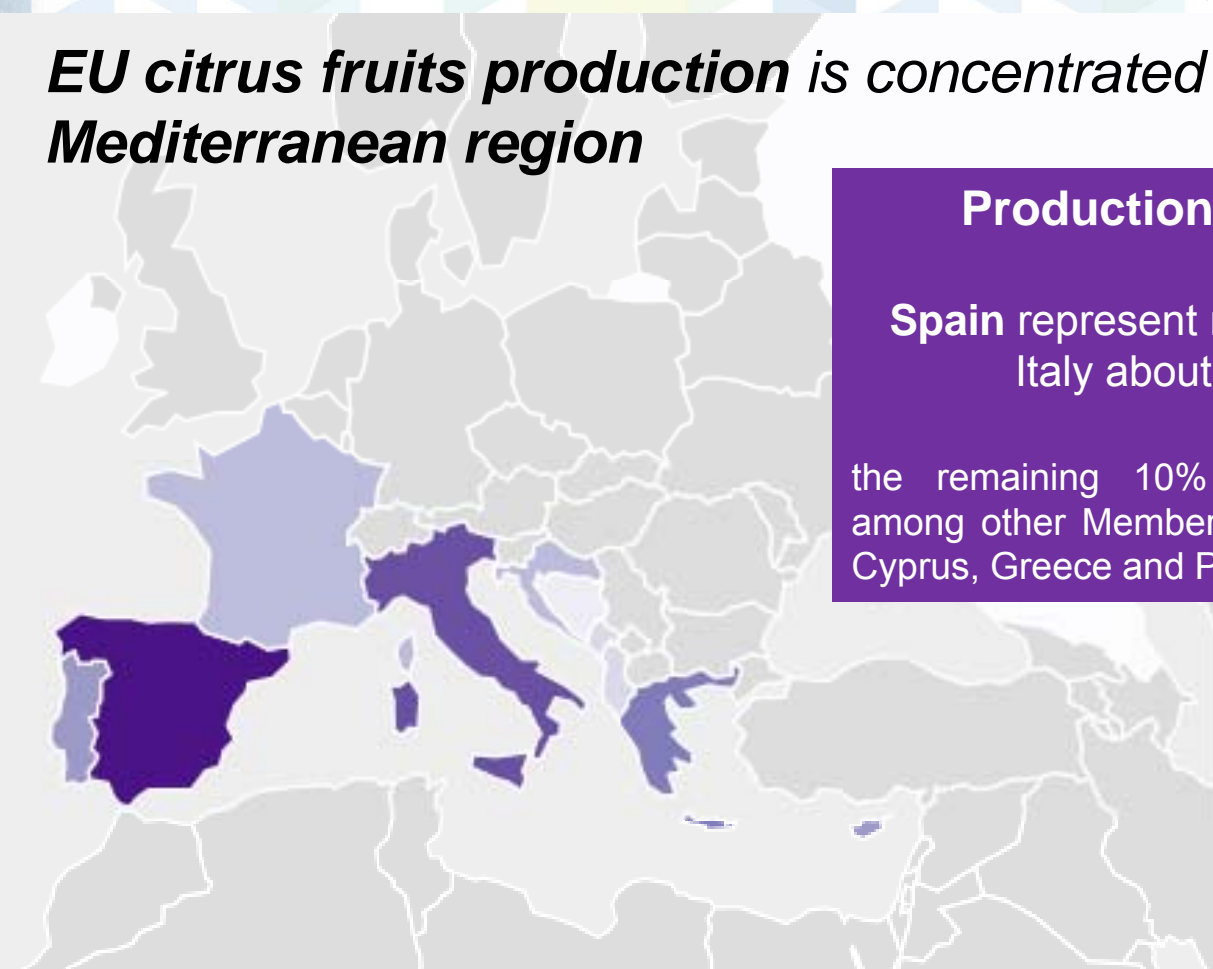 EU citrus fruits production is concentrated
Mediterranean region
Production
Spain represent
Italy about
the remaining 10%
among other Member
Cyprus, Greece and P